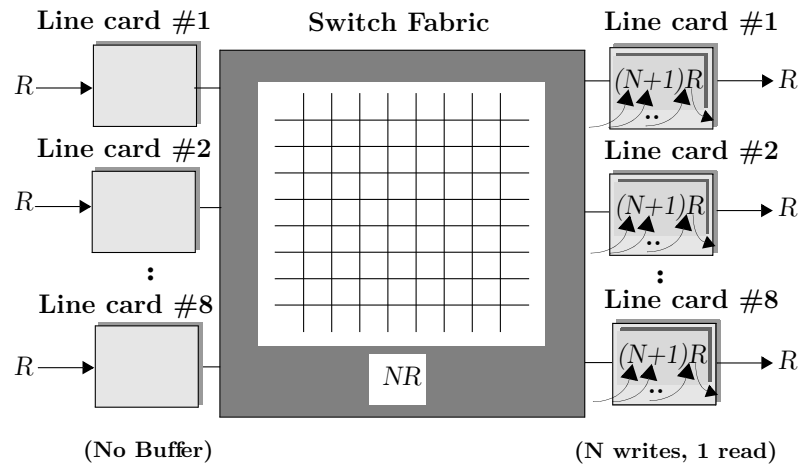 Line card #1
Switch Fabric
Line card #1
R
(N+1)R
R
..
Line card #2
Line card #2
R
(N+1)R
R
..
:
:
Line card #8
Line card #8
R
(N+1)R
R
NR
..
(No Buffer)
(N writes, 1 read)